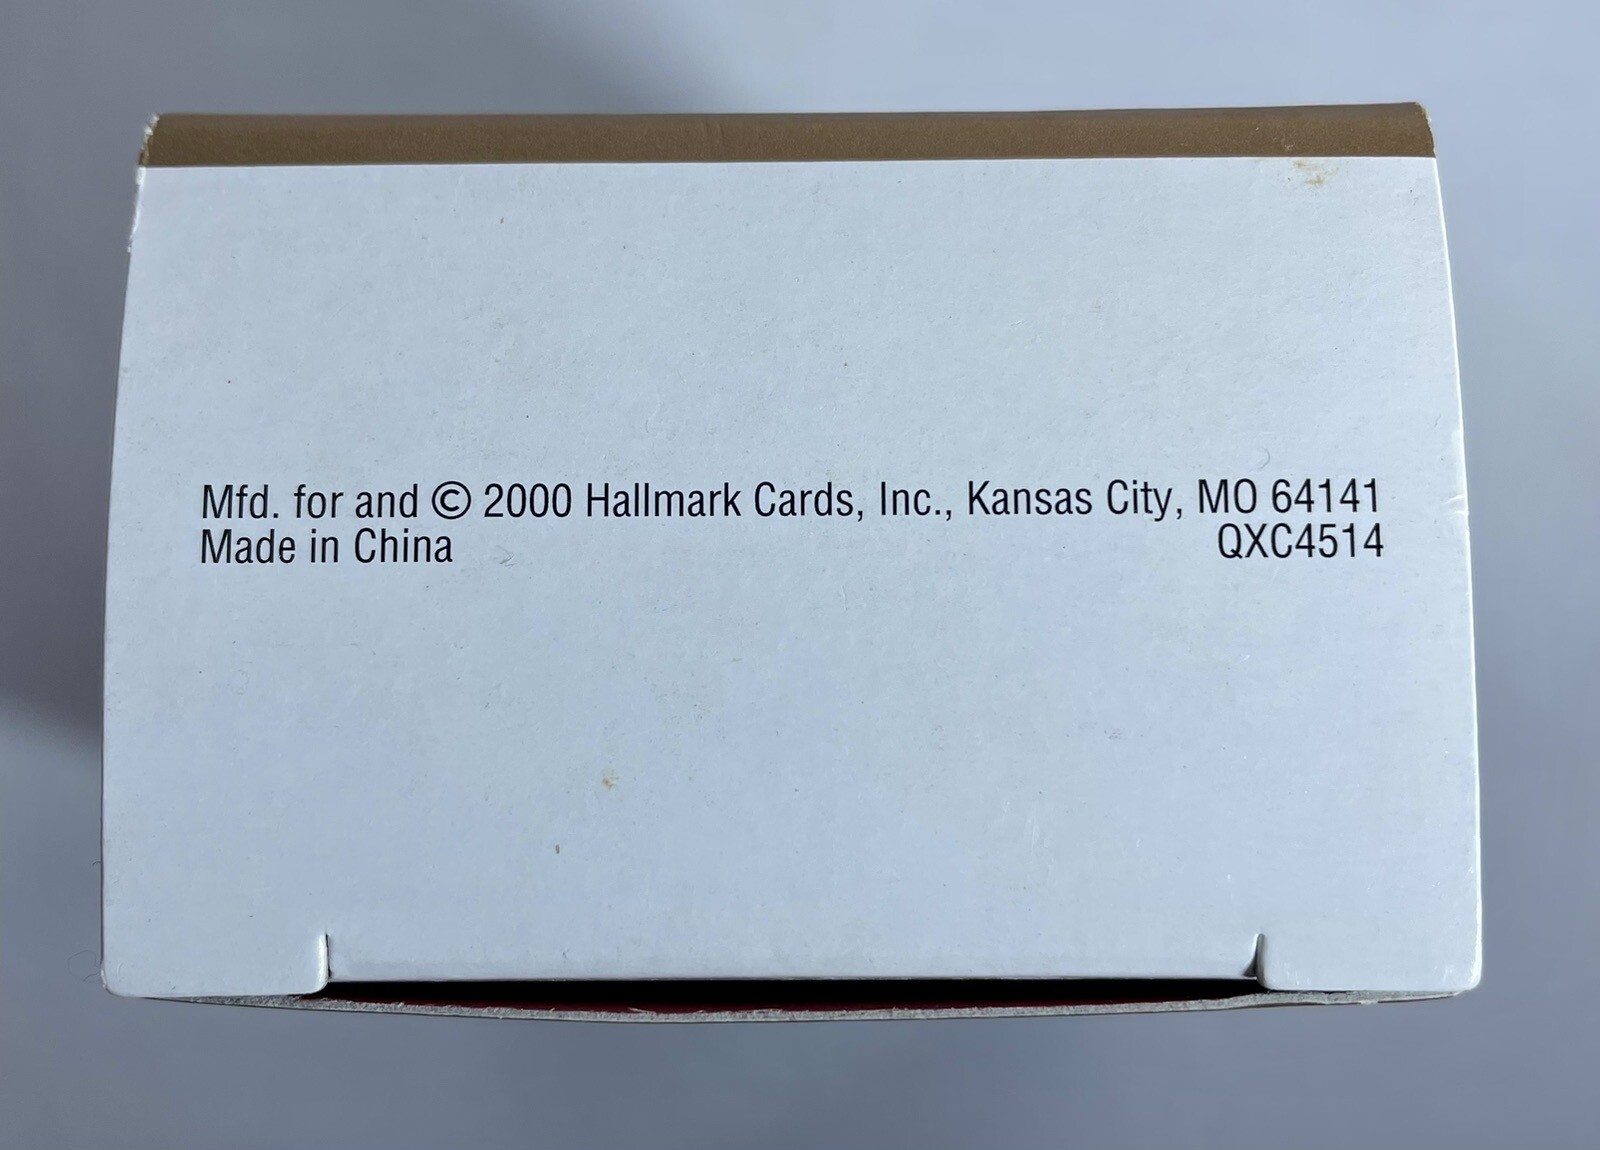 Mfd. for and © 2000 Hallmark Cards, Inc., Kansas City, MO 64141
Made in China QXC4514